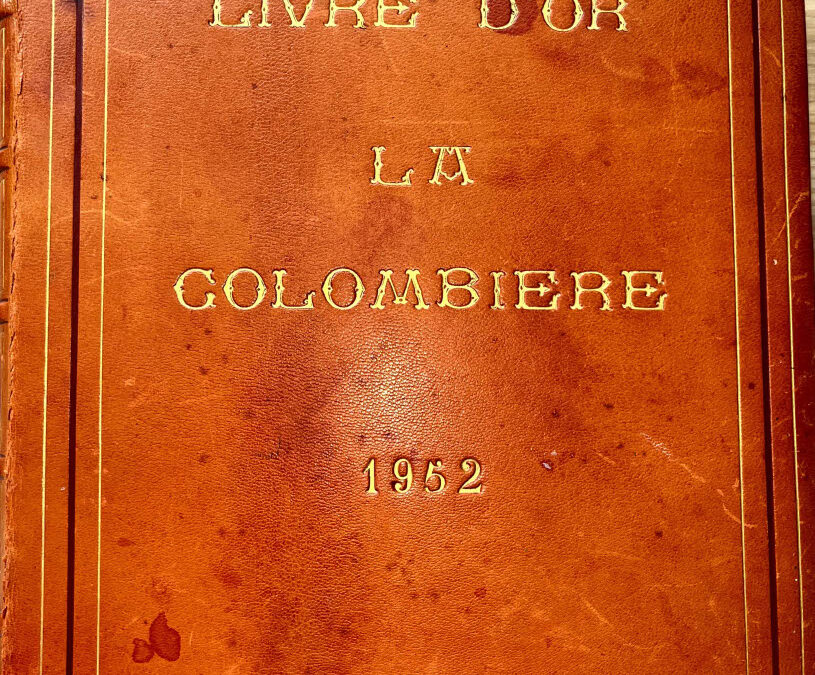 LIVRE D'OR
LA
COLOMBIERE
1952